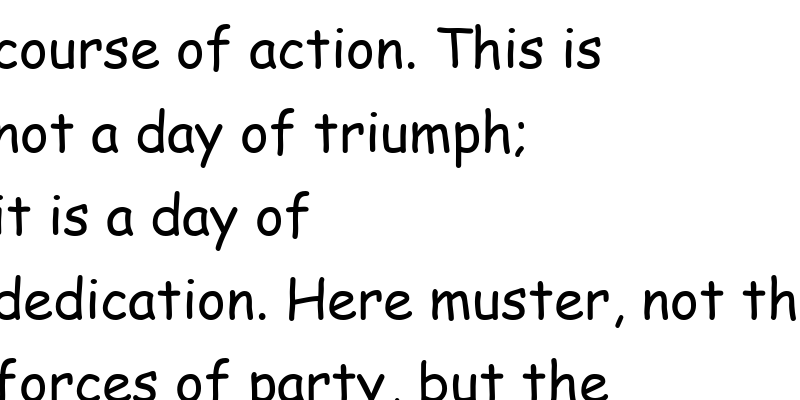 course of action. This is
not a day of triumph;
it is a day of
dedication. Here muster, not th
forces of party, but the